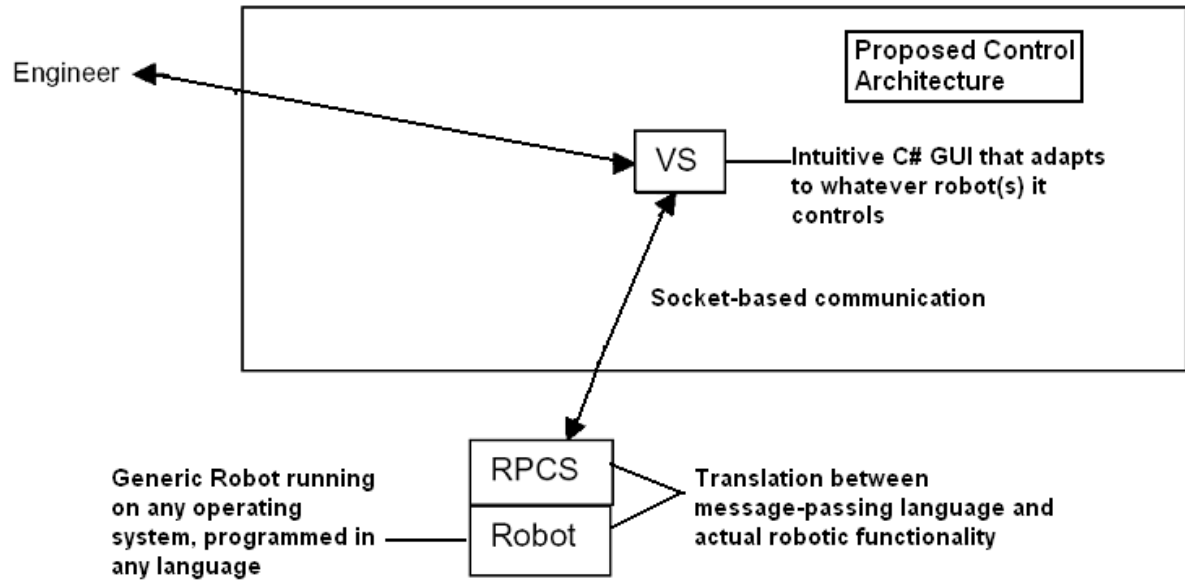 Proposed Control
Architecture
Engineer
VS
Intuitive C# GUI that adapts
to whatever robot(s) it
controls
Socket-based communication
RPCS
Robot
Generic Robot running
on any operating
system, programmed in
any language
Translation between
message-passing language and
actual robotic functionality